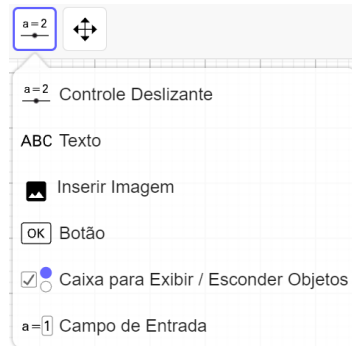 a=2
a=2 Controle Deslizante
ABC Texto
Inserir Imagem
OK Botão
Caixa para Exibir / Esconder Objetos
a=1 Campo de Entrada